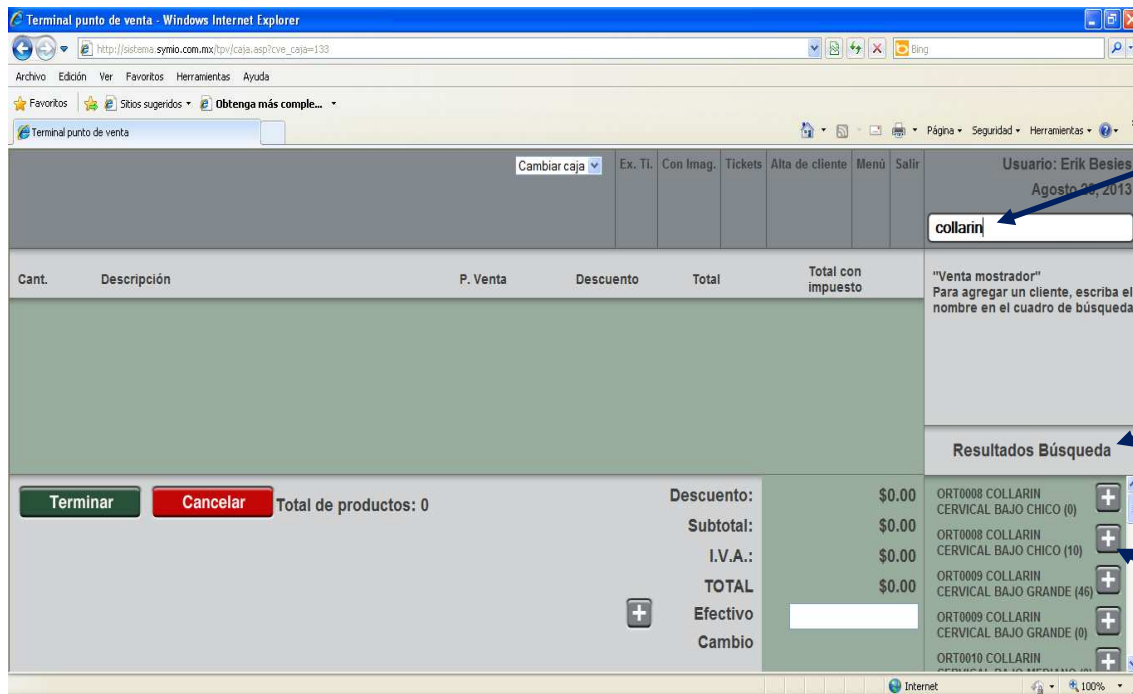 Terminal punto de venta - Windows Internet Explorer
http://sistema.symio.com.mx/tpv/caja.asp?cve_caja=133
Bing
Archivo Edición Ver Favoritos Herramientas Ayuda
Favoritos Sitios sugeridos Obtenga más comple...
Terminal punto de venta
Página Seguridad Herramientas
Cambiar caja Ex. Ti. Con Imag. Tickets Alta de cliente Menú Salir
Usuario: Erik Besies
Agosto 2013
collarin
Cant. Descripción P. Venta Descuento Total Total con
impuesto
"Venta mostrador"
Para agregar un cliente, escriba el
nombre en el cuadro de búsqueda
Resultados Búsqueda
Terminar Cancelar Total de productos: 0
Descuento: $0.00
Subtotal: $0.00
I.V.A.: $0.00
TOTAL $0.00
Efectivo
Cambio
ORT0008 COLLARIN
CERVICAL BAJO CHICO (0)
ORT0008 COLLARIN
CERVICAL BAJO CHICO (10)
ORT0009 COLLARIN
CERVICAL BAJO GRANDE (46)
ORT0009 COLLARIN
CERVICAL BAJO GRANDE (0)
ORT0010 COLLARIN
Internet 100%